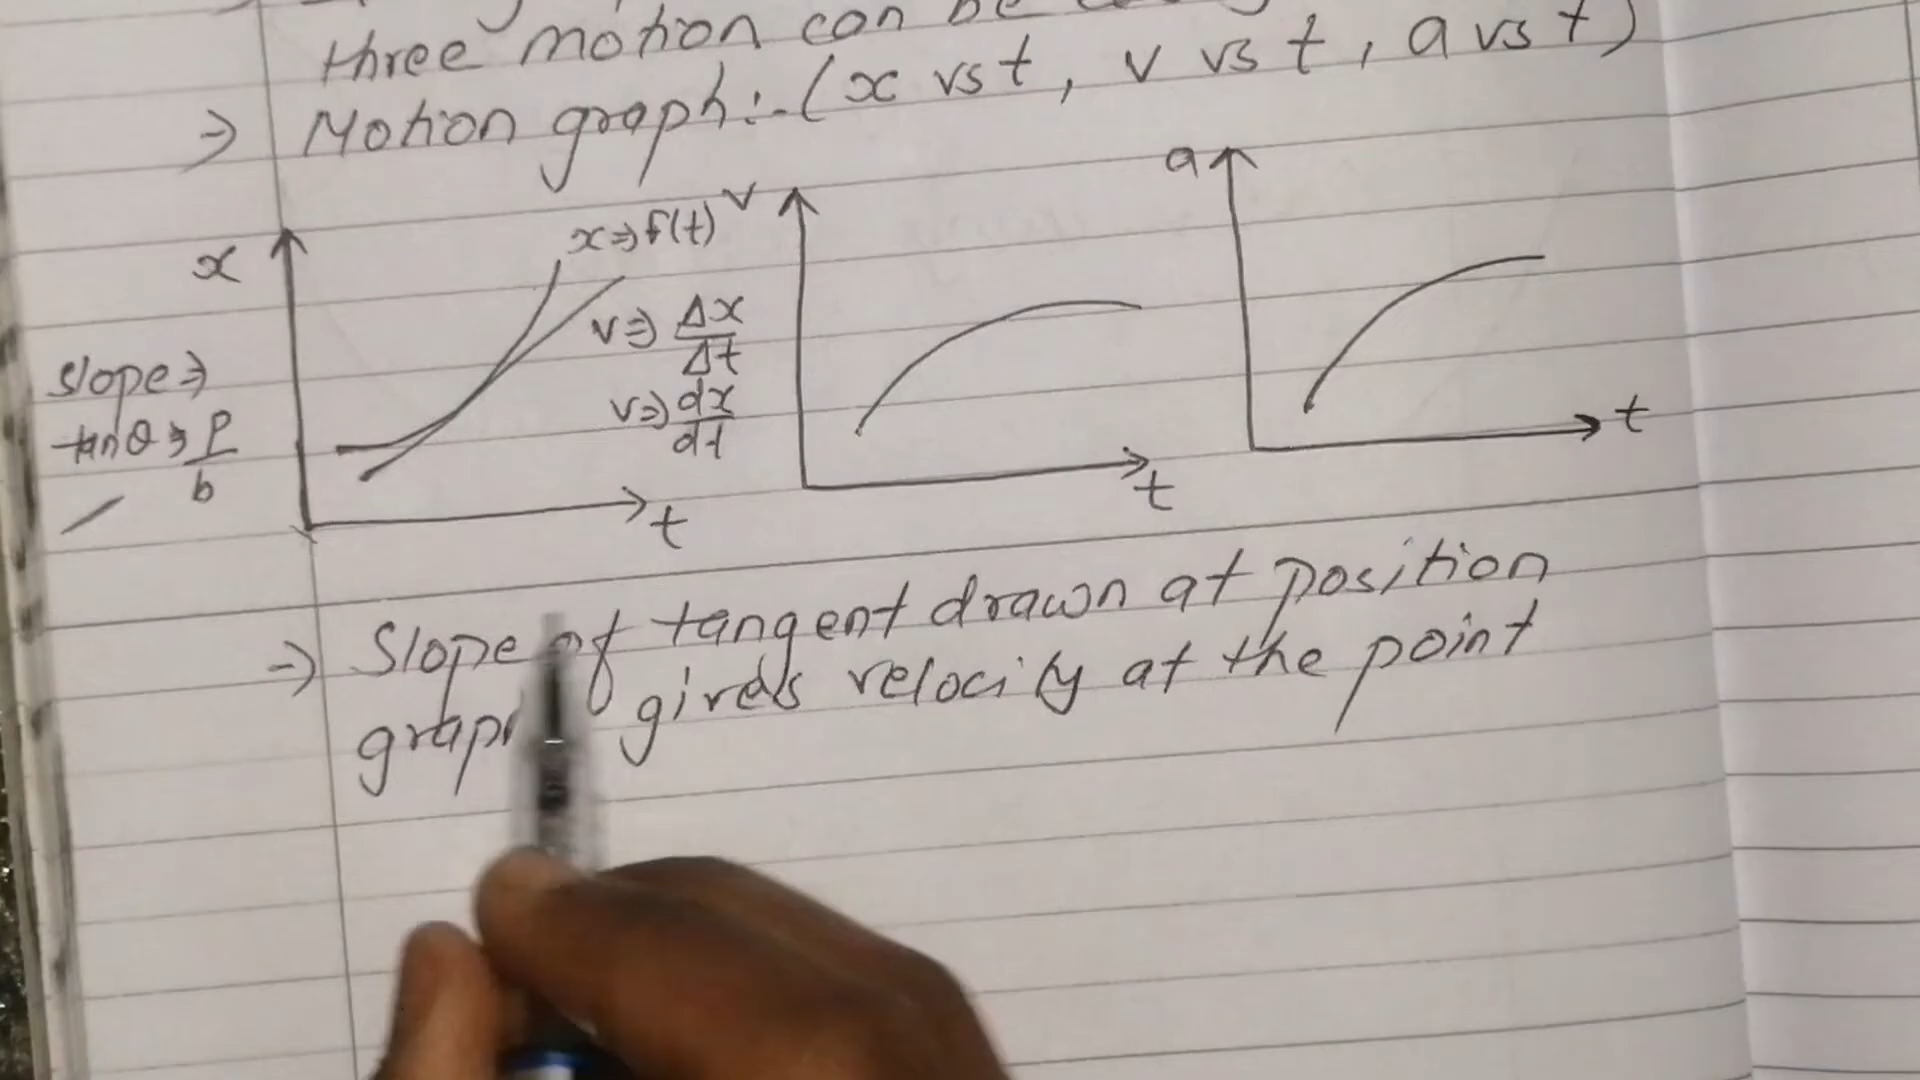 three motion can be
⇒ Motion graph:-(x vs t, v vs t, a vs t)
x
x⇒f(t)
v⇒ Δx/Δt
v⇒ dx/dt
t
slope⇒
tanθ⇒ P/b
v
t
a
t
⇒ Slope of tangent drawn at position
graph gives velocity at the point